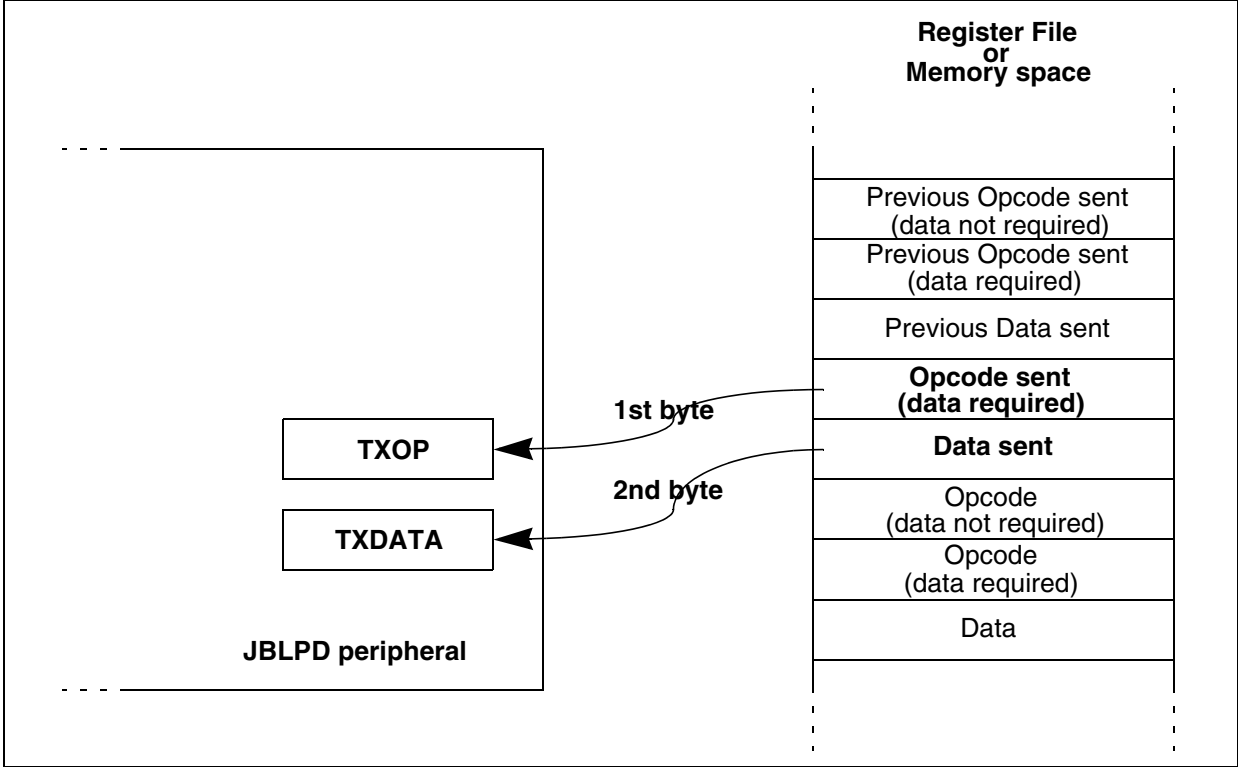 Register File
or
Memory space
Previous Opcode sent
(data not required)
Previous Opcode sent
(data required)
Previous Data sent
Opcode sent
(data required)
1st byte
TXOP
Data sent
2nd byte
Opcode
(data not required)
TXDATA
Opcode
(data required)
Data
JBLPD peripheral